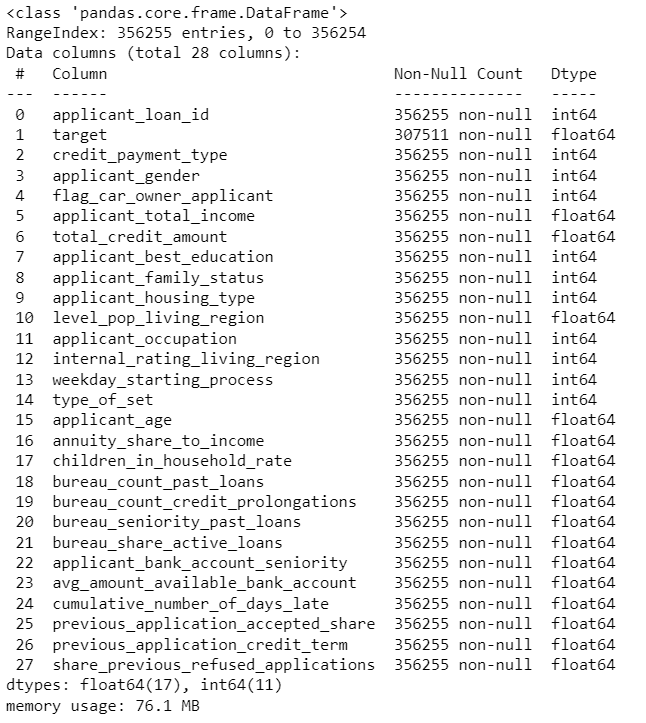 <class 'pandas.core.frame.DataFrame'>
RangeIndex: 356255 entries, 0 to 356254
Data columns (total 28 columns):
 #   Column                              Non-Null Count   Dtype
---  ------                              --------------   -----
 0   applicant_loan_id                   356255 non-null  int64
 1   target                              307511 non-null  float64
 2   credit_payment_type                 356255 non-null  int64
 3   applicant_gender                    356255 non-null  int64
 4   flag_car_owner_applicant            356255 non-null  int64
 5   applicant_total_income              356255 non-null  float64
 6   total_credit_amount                 356255 non-null  float64
 7   applicant_best_education            356255 non-null  int64
 8   applicant_family_status             356255 non-null  int64
 9   applicant_housing_type              356255 non-null  int64
 10  level_pop_living_region             356255 non-null  float64
 11  applicant_occupation                356255 non-null  int64
 12  internal_rating_living_region       356255 non-null  int64
 13  weekday_starting_process            356255 non-null  int64
 14  type_of_set                         356255 non-null  int64
 15  applicant_age                       356255 non-null  float64
 16  annuity_share_to_income             356255 non-null  float64
 17  children_in_household_rate          356255 non-null  float64
 18  bureau_count_past_loans             356255 non-null  float64
 19  bureau_count_credit_prolongations   356255 non-null  float64
 20  bureau_seniority_past_loans         356255 non-null  float64
 21  bureau_share_active_loans           356255 non-null  float64
 22  applicant_bank_account_seniority    356255 non-null  float64
 23  avg_amount_available_bank_account   356255 non-null  float64
 24  cumulative_number_of_days_late      356255 non-null  float64
 25  previous_application_accepted_share  356255 non-null  float64
 26  previous_application_credit_term    356255 non-null  float64
 27  share_previous_refused_applications  356255 non-null  float64
dtypes: float64(17), int64(11)
memory usage: 76.1 MB